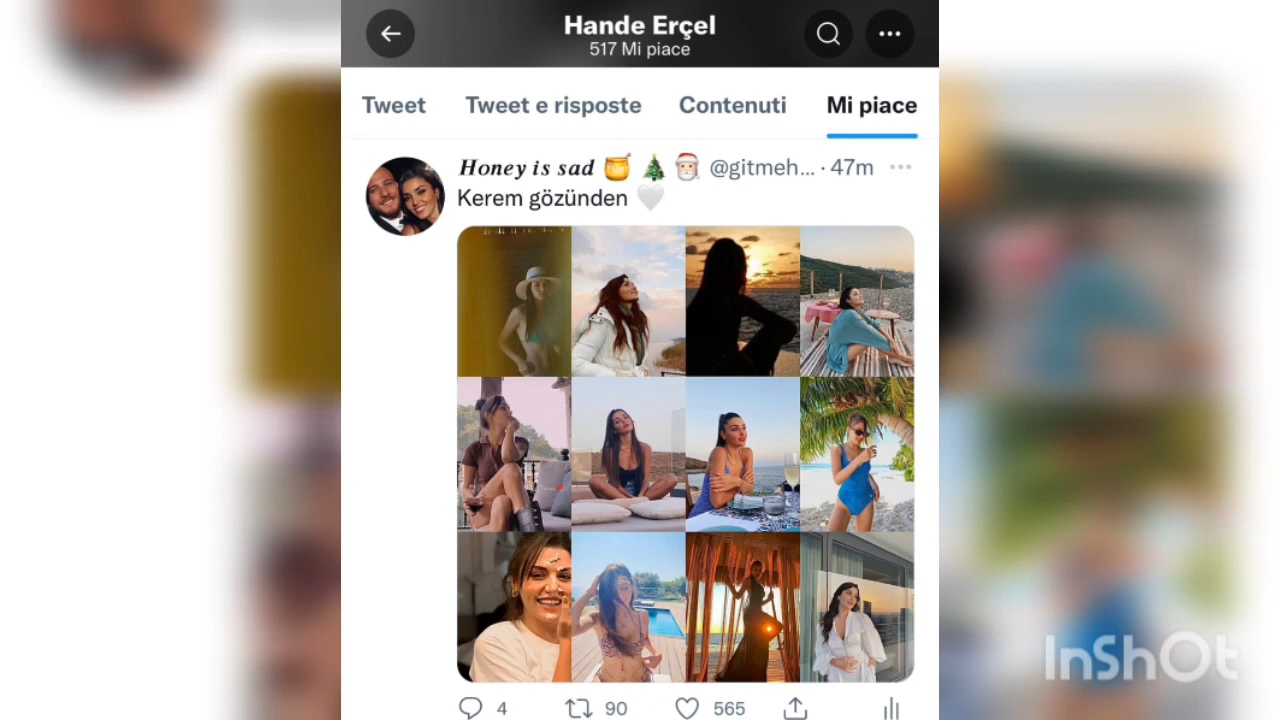 Hande Erçel
517 Mi piace
Tweet Tweet e risposte Contenuti Mi piace
Honey is sad 🍯 🎄 🎅🏻 @gitmeh... · 47m
Kerem gözünden 🤍
4 90 565
InShOt